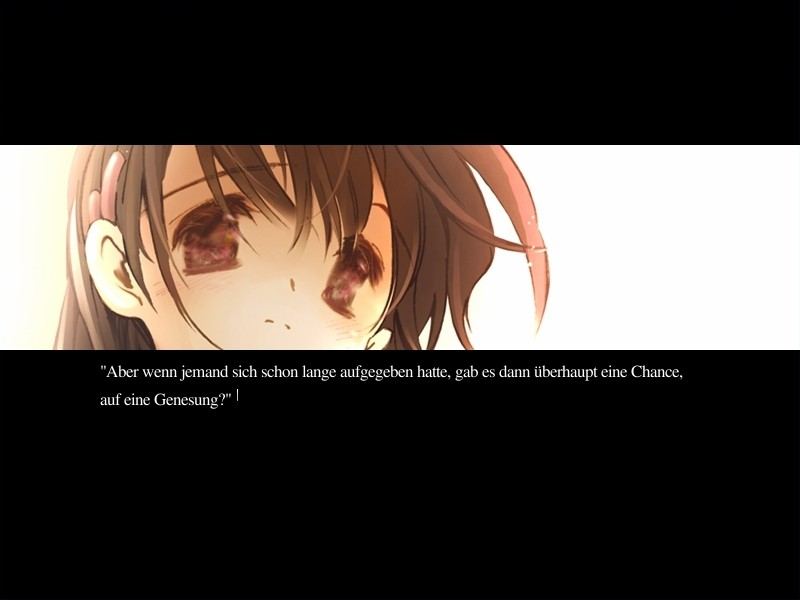 "Aber wenn jemand sich schon lange aufgegeben hatte, gab es dann überhaupt eine Chance,
auf eine Genesung?"